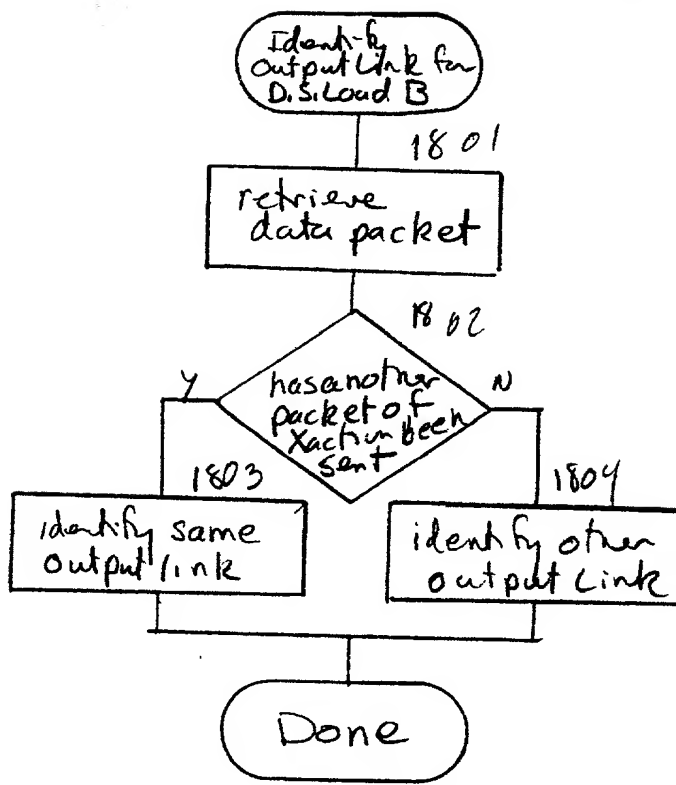 Identify
Output Link for
D.S. Load B
1801
retrieve
data packet
1802
Y
has another
packet of
Xaction been
sent
N
1803
identify same
output link
1804
identify other
output Link
Done